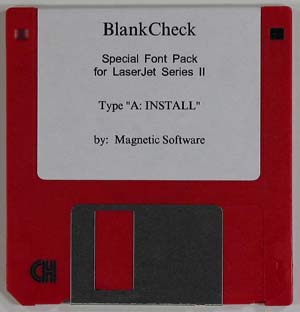 BlankCheck
Special Font Pack
for LaserJet Series II
Type "A: INSTALL"
by: Magnetic Software